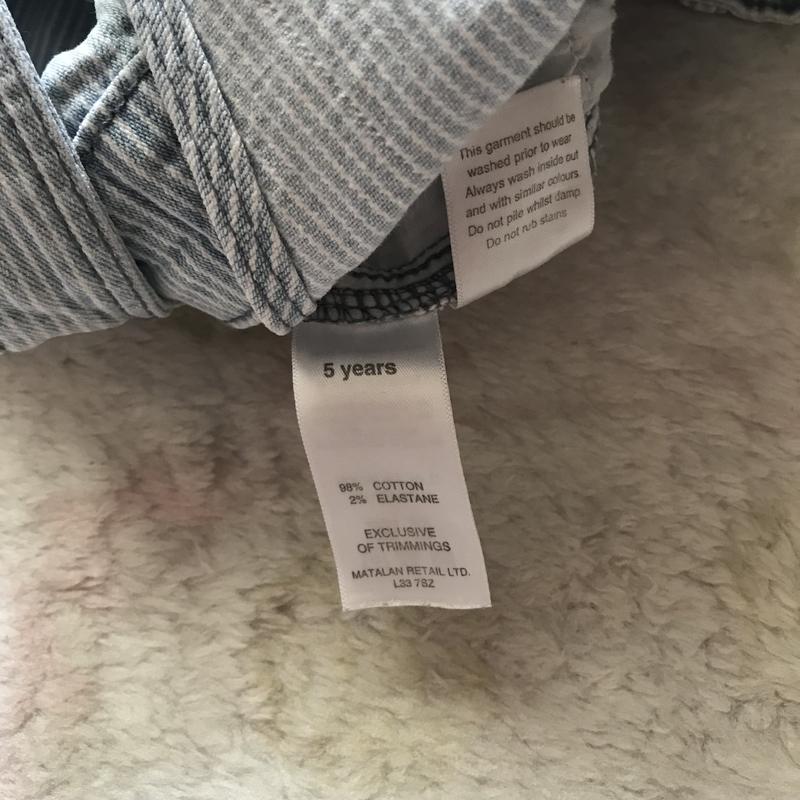 This garment should be
washed prior to wear
Always wash inside out
and with similar colours
Do not pile whilst damp
Do not rub stains
5 years
98% COTTON
2% ELASTANE
EXCLUSIVE
OF TRIMMINGS
MATALAN RETAIL LTD.
L33 7SZ